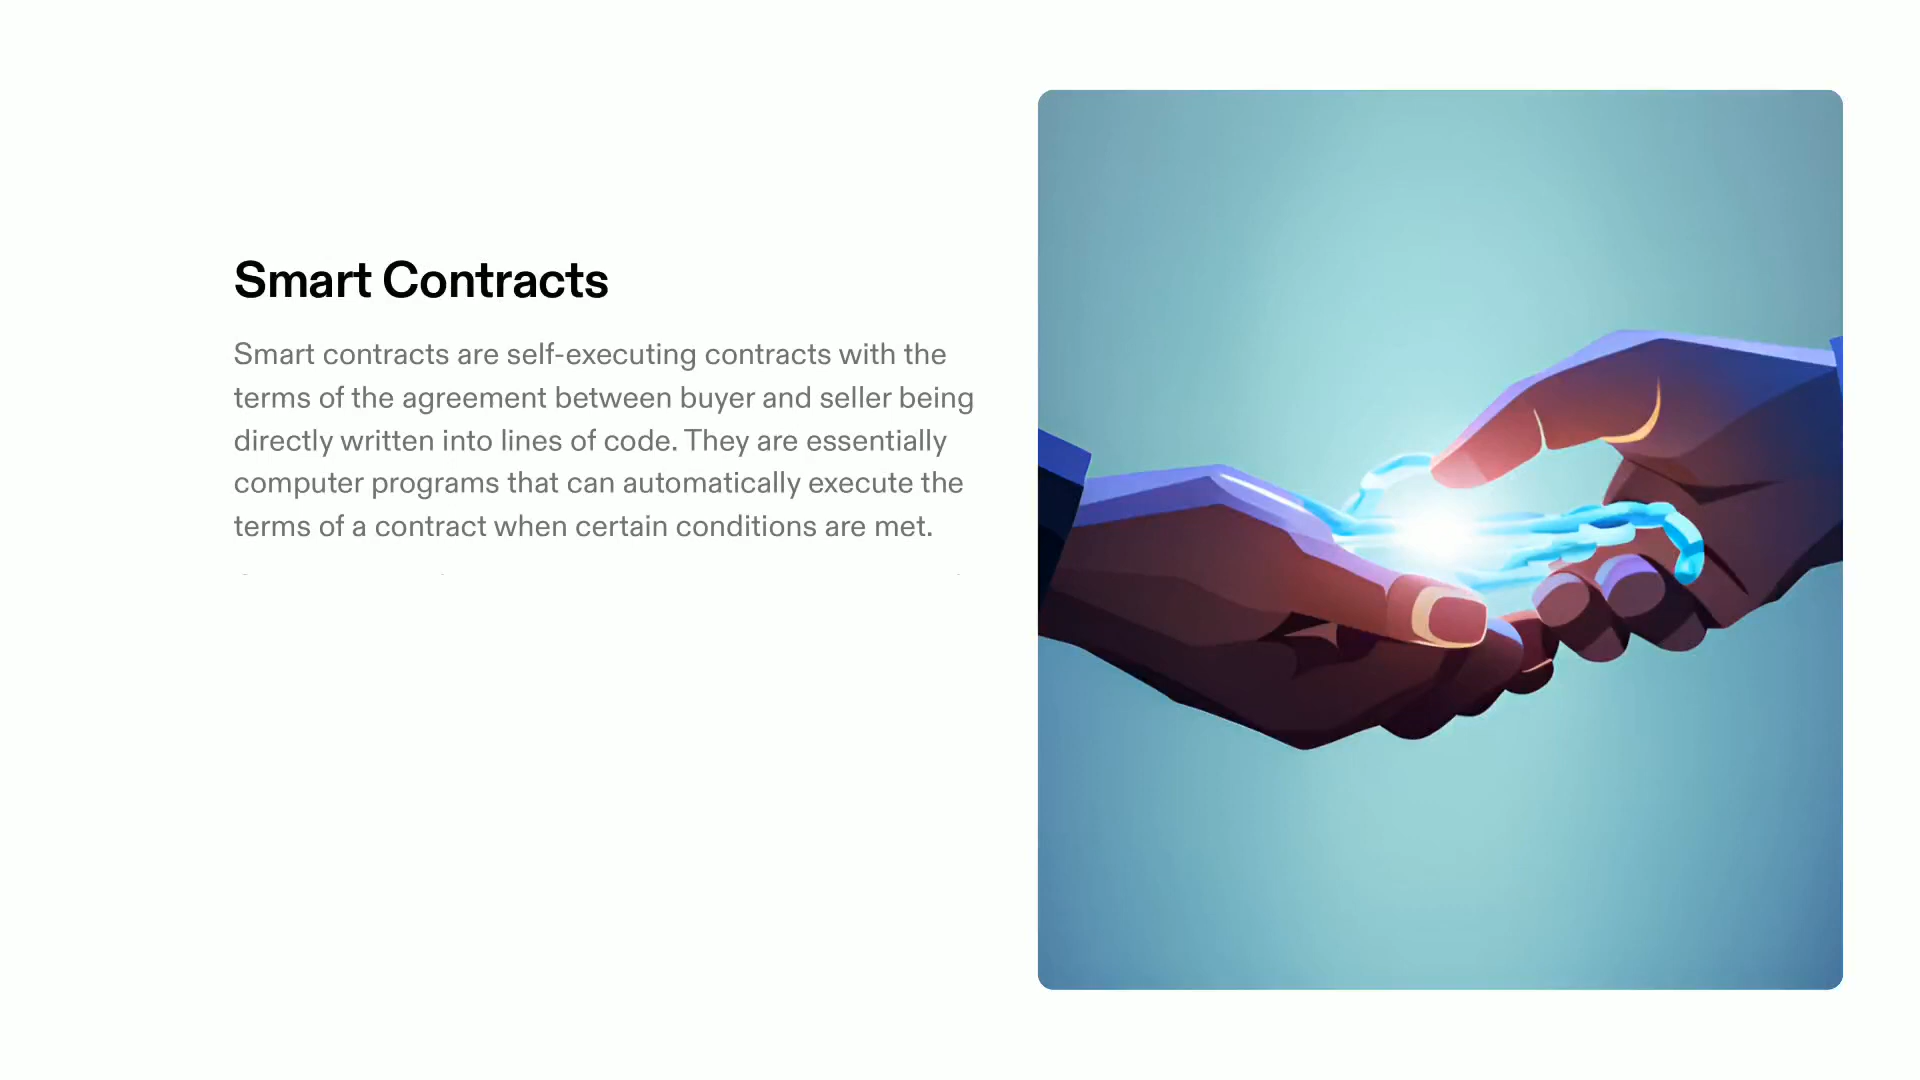 Smart Contracts
Smart contracts are self-executing contracts with the
terms of the agreement between buyer and seller being
directly written into lines of code. They are essentially
computer programs that can automatically execute the
terms of a contract when certain conditions are met.